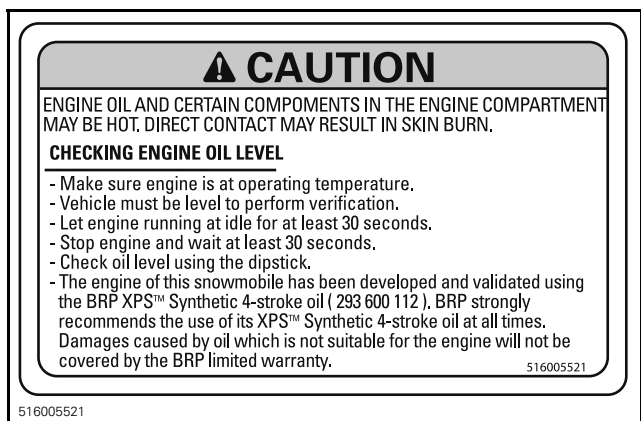 CAUTION
ENGINE OIL AND CERTAIN COMPOMENTS IN THE ENGINE COMPARTMENT
MAY BE HOT. DIRECT CONTACT MAY RESULT IN SKIN BURN.
CHECKING ENGINE OIL LEVEL
- Make sure engine is at operating temperature.
- Vehicle must be level to perform verification.
- Let engine running at idle for at least 30 seconds.
- Stop engine and wait at least 30 seconds.
- Check oil level using the dipstick.
- The engine of this snowmobile has been developed and validated using
the BRP XPS™ Synthetic 4-stroke oil ( 293 600 112 ). BRP strongly
recommends the use of its XPS™ Synthetic 4-stroke oil at all times.
Damages caused by oil which is not suitable for the engine will not be
covered by the BRP limited warranty.
516005521
516005521